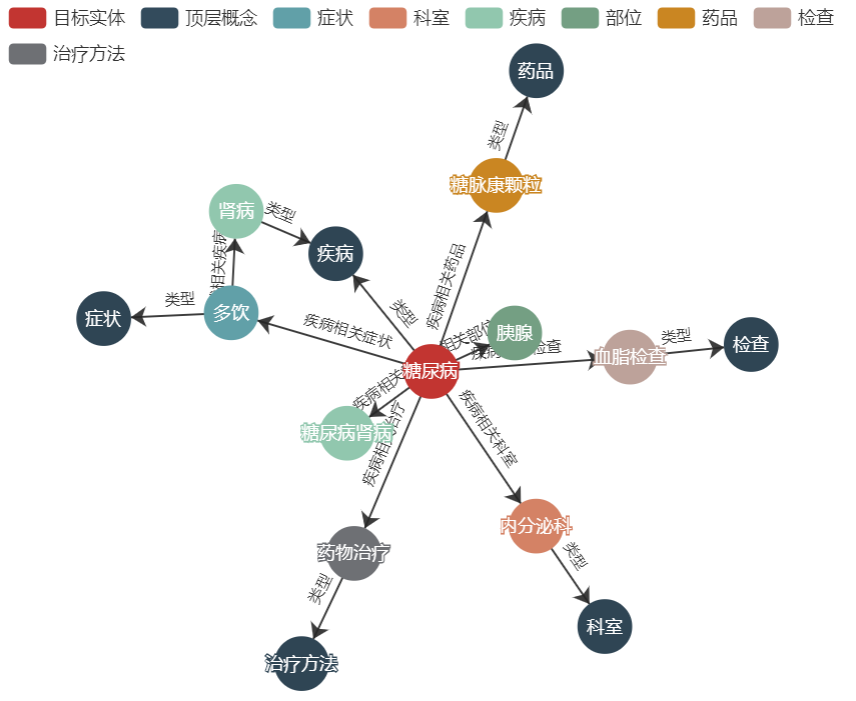 目标实体 顶层概念 症状 科室 疾病 部位 药品 检查
治疗方法
药品
类型
糖脉康颗粒
肾病
类型
疾病
疾病相关药品
相关疾病
类型
症状
类型
多饮
疾病相关症状
相关部位
胰腺
疾病
检查
血脂检查
类型
检查
糖尿病
疾病相关
糖尿病肾病
疾病相关治疗
疾病相关科室
内分泌科
类型
药物治疗
类型
科室
治疗方法